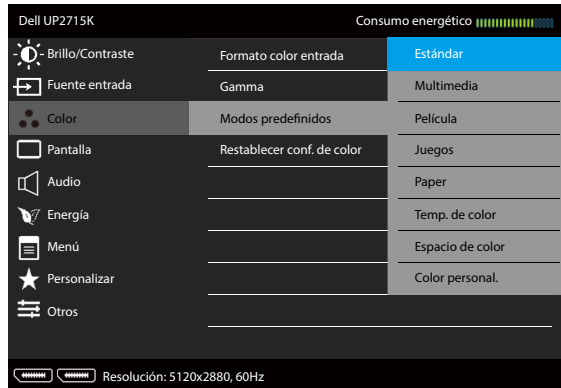 Dell UP2715K
Consumo energético
Brillo/Contraste
Fuente entrada
Color
Pantalla
Audio
Energía
Menú
Personalizar
Otros
Formato color entrada
Gamma
Modos predefinidos
Restablecer conf. de color
Estándar
Multimedia
Película
Juegos
Paper
Temp. de color
Espacio de color
Color personal.
Resolución: 5120x2880, 60Hz